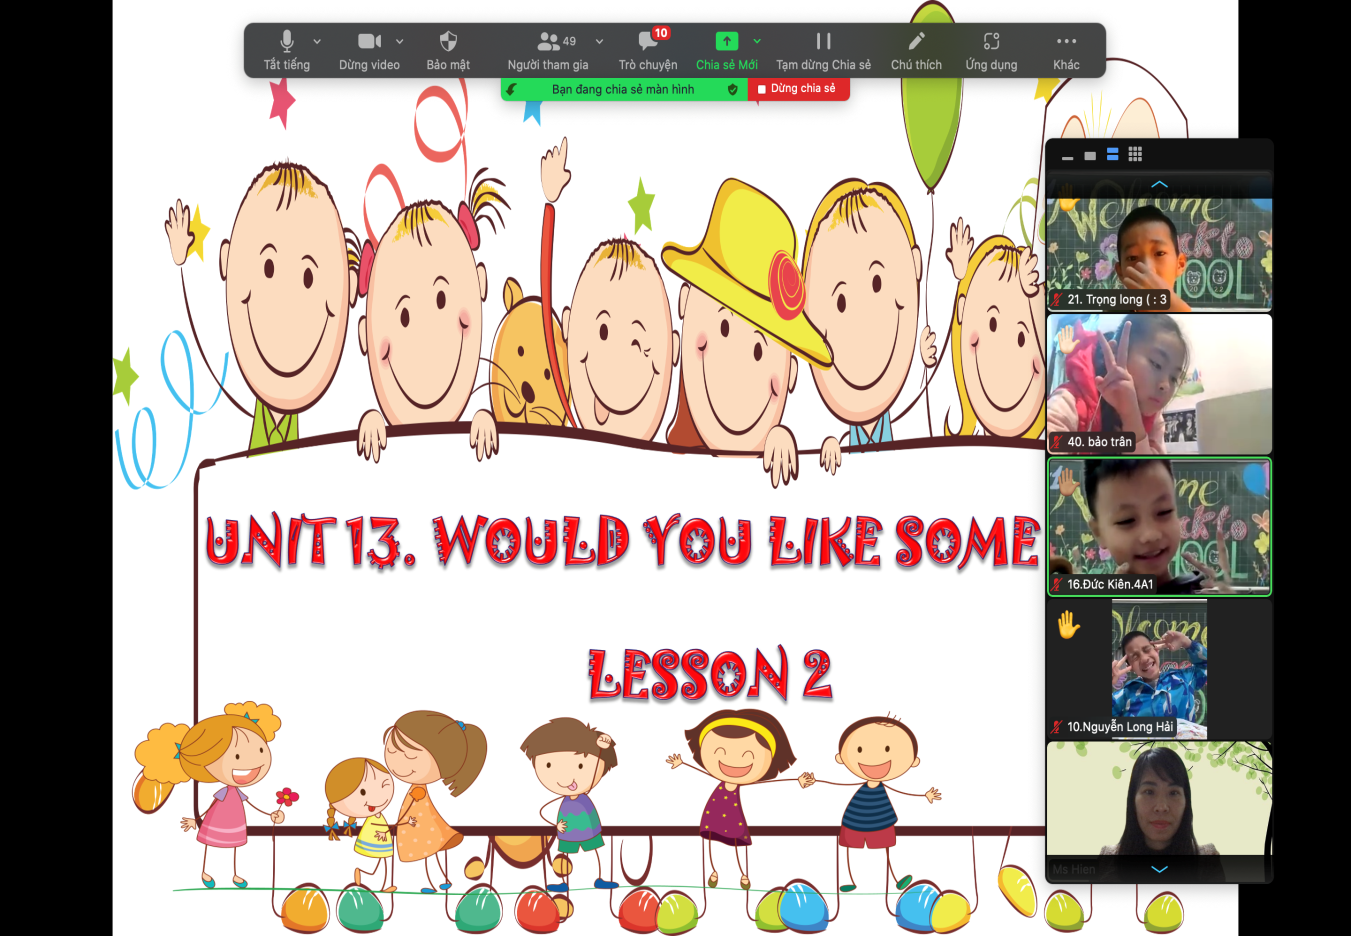 49
10
Tắt tiếng
Dừng video
Bảo mật
Người tham gia
Trò chuyện
Chia sẻ Mới
Tạm dừng Chia sẻ
Chú thích
Ứng dụng
Khác
Bạn đang chia sẻ màn hình
Dừng chia sẻ
Welcome
OOL
21. Trọng long ( : 3
40. bảo trân
16.Đức Kiên.4A1
10.Nguyễn Long Hải
Ms Hien
UNIT 13. WOULD YOU LIKE SOME
LESSON 2